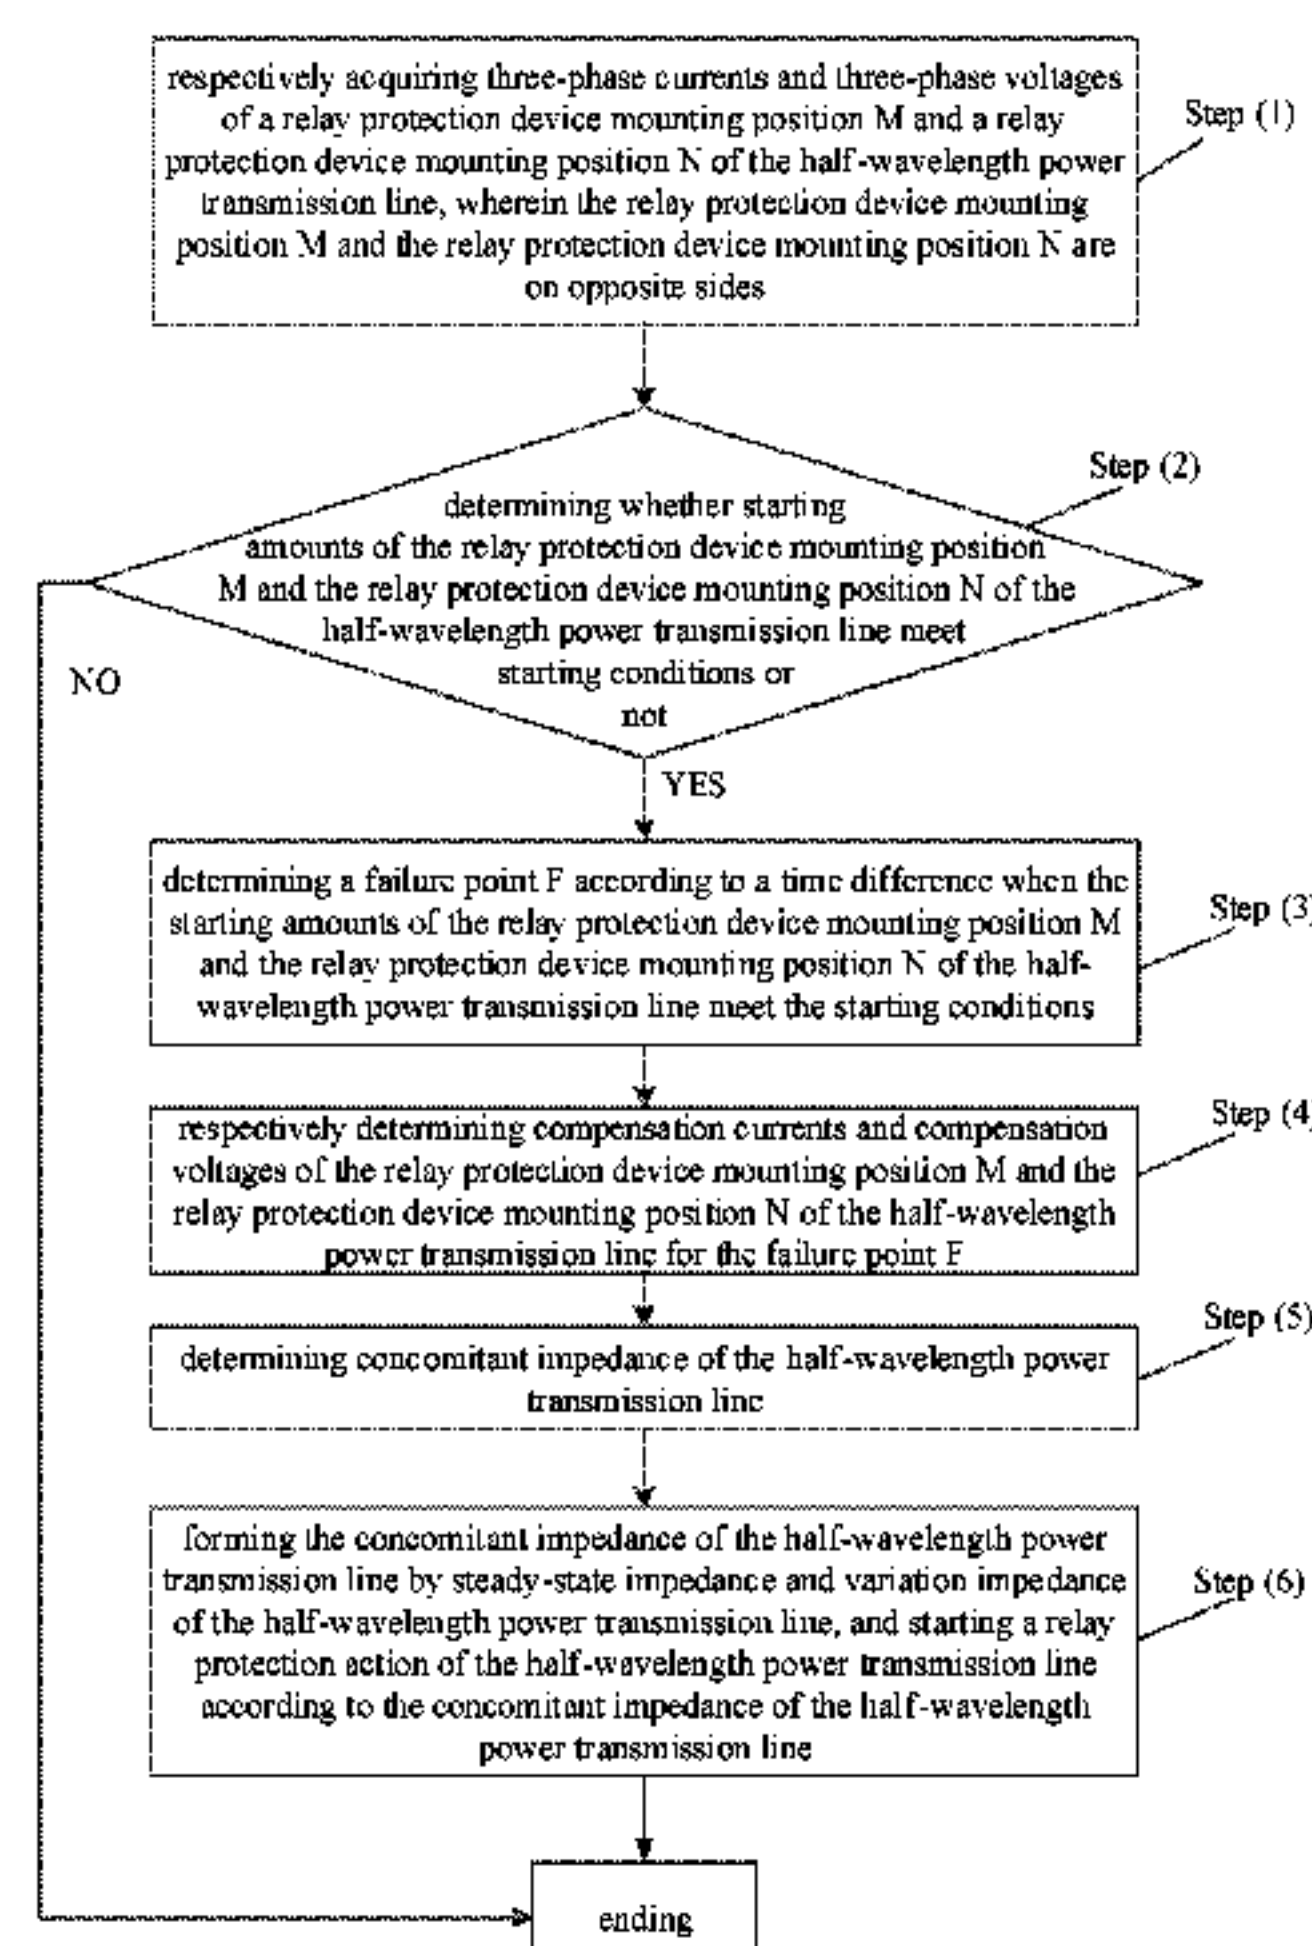 respectively acquiring three-phase currents and three-phase voltages
of a relay protection device mounting position M and a relay
protection device mounting position N of the half-wavelength power
transmission line, wherein the relay protection device mounting
position M and the relay protection device mounting position N are
on opposite sides
Step (1)
Step (2)
determining whether starting
amounts of the relay protection device mounting position
M and the relay protection device mounting position N of the
half-wavelength power transmission line meet
starting conditions or
not
NO
YES
determining a failure point F according to a time difference when the
starting amounts of the relay protection device mounting position M
and the relay protection device mounting position N of the half-
wavelength power transmission line meet the starting conditions
Step (3)
respectively determining compensation currents and compensation
voltages of the relay protection device mounting position M and the
relay protection device mounting position N of the half-wavelength
power transmission line for the failure point F
Step (4)
determining concomitant impedance of the half-wavelength power
transmission line
Step (5)
forming the concomitant impedance of the half-wavelength power
transmission line by steady-state impedance and variation impedance
of the half-wavelength power transmission line, and starting a relay
protection action of the half-wavelength power transmission line
according to the concomitant impedance of the half-wavelength
power transmission line
Step (6)
ending